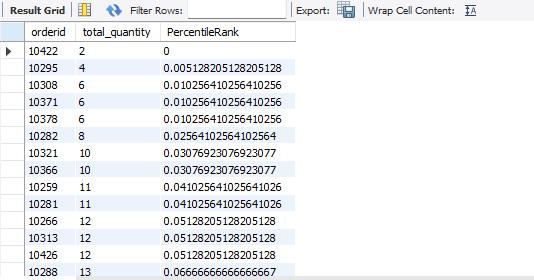 Result Grid Filter Rows: Export: Wrap Cell Content:
orderid total_quantity PercentileRank
10422 2 0
10295 4 0.005128205128205128
10308 6 0.010256410256410256
10371 6 0.010256410256410256
10378 6 0.010256410256410256
10282 8 0.02564102564102564
10321 10 0.03076923076923077
10366 10 0.03076923076923077
10259 11 0.041025641025641026
10281 11 0.041025641025641026
10266 12 0.05128205128205128
10313 12 0.05128205128205128
10426 12 0.05128205128205128
10288 13 0.06666666666666667